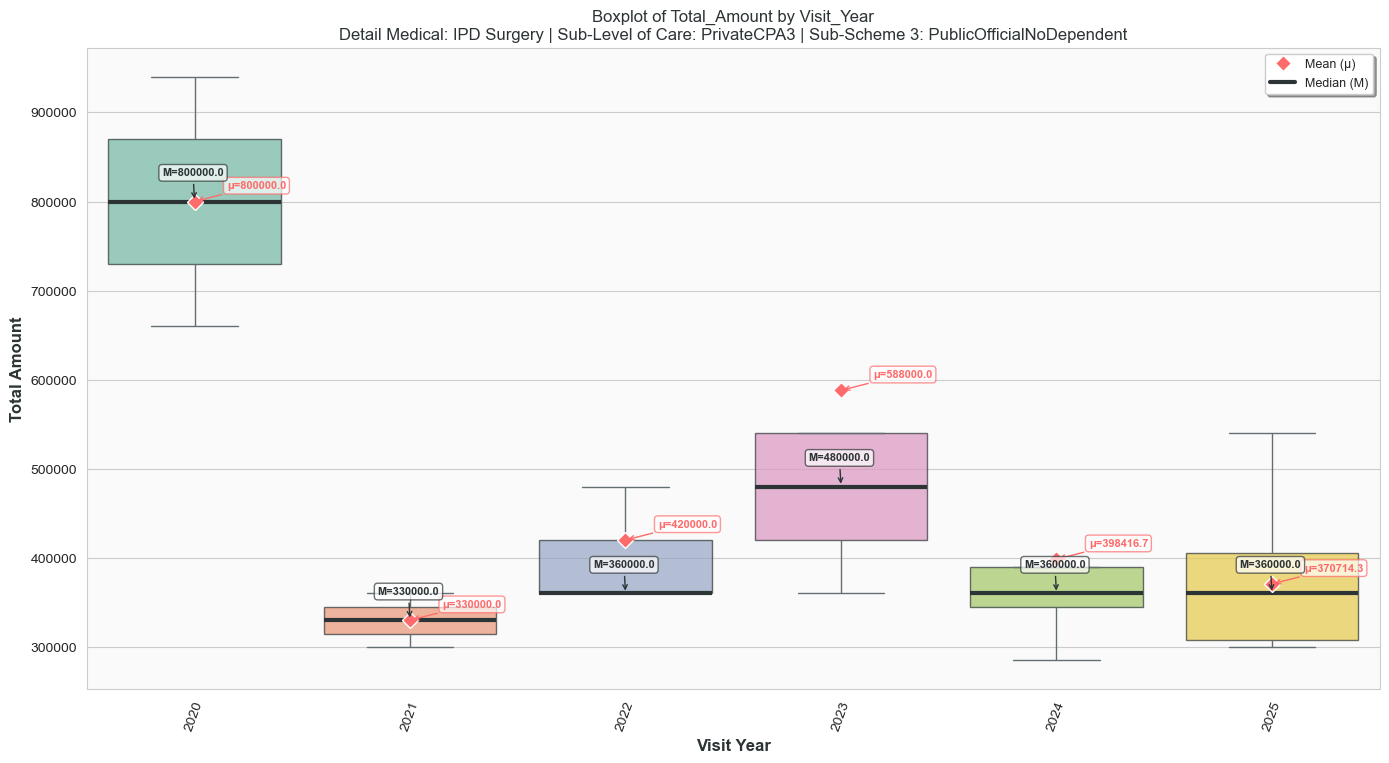 Boxplot of Total_Amount by Visit_Year
Detail Medical: IPD Surgery | Sub-Level of Care: PrivateCPA3 | Sub-Scheme 3: PublicOfficialNoDependent
Mean (μ)
Median (M)
Total Amount
900000
800000
700000
600000
500000
400000
300000
M=800000.0
μ=800000.0
M=330000.0
μ=330000.0
μ=420000.0
M=360000.0
μ=588000.0
M=480000.0
μ=398416.7
M=360000.0
M=360000.0
μ=370714.3
2020
2021
2022
2023
2024
2025
Visit Year